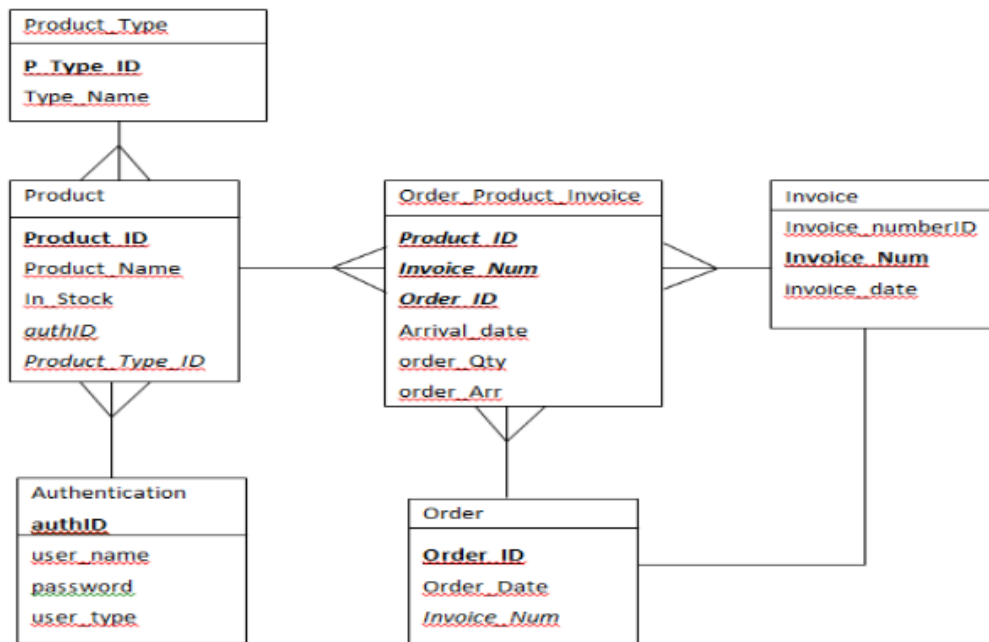 Product_Type
P_Type_ID
Type_Name
Product
Product_ID
Product_Name
In_Stock
authID
Product_Type_ID
Order_Product_Invoice
Product_ID
Invoice_Num
Order_ID
Arrival_date
order_Qty
order_Arr
Invoice
Invoice_numberID
Invoice_Num
invoice_date
Authentication
authID
user_name
password
user_type
Order
Order_ID
Order_Date
Invoice_Num